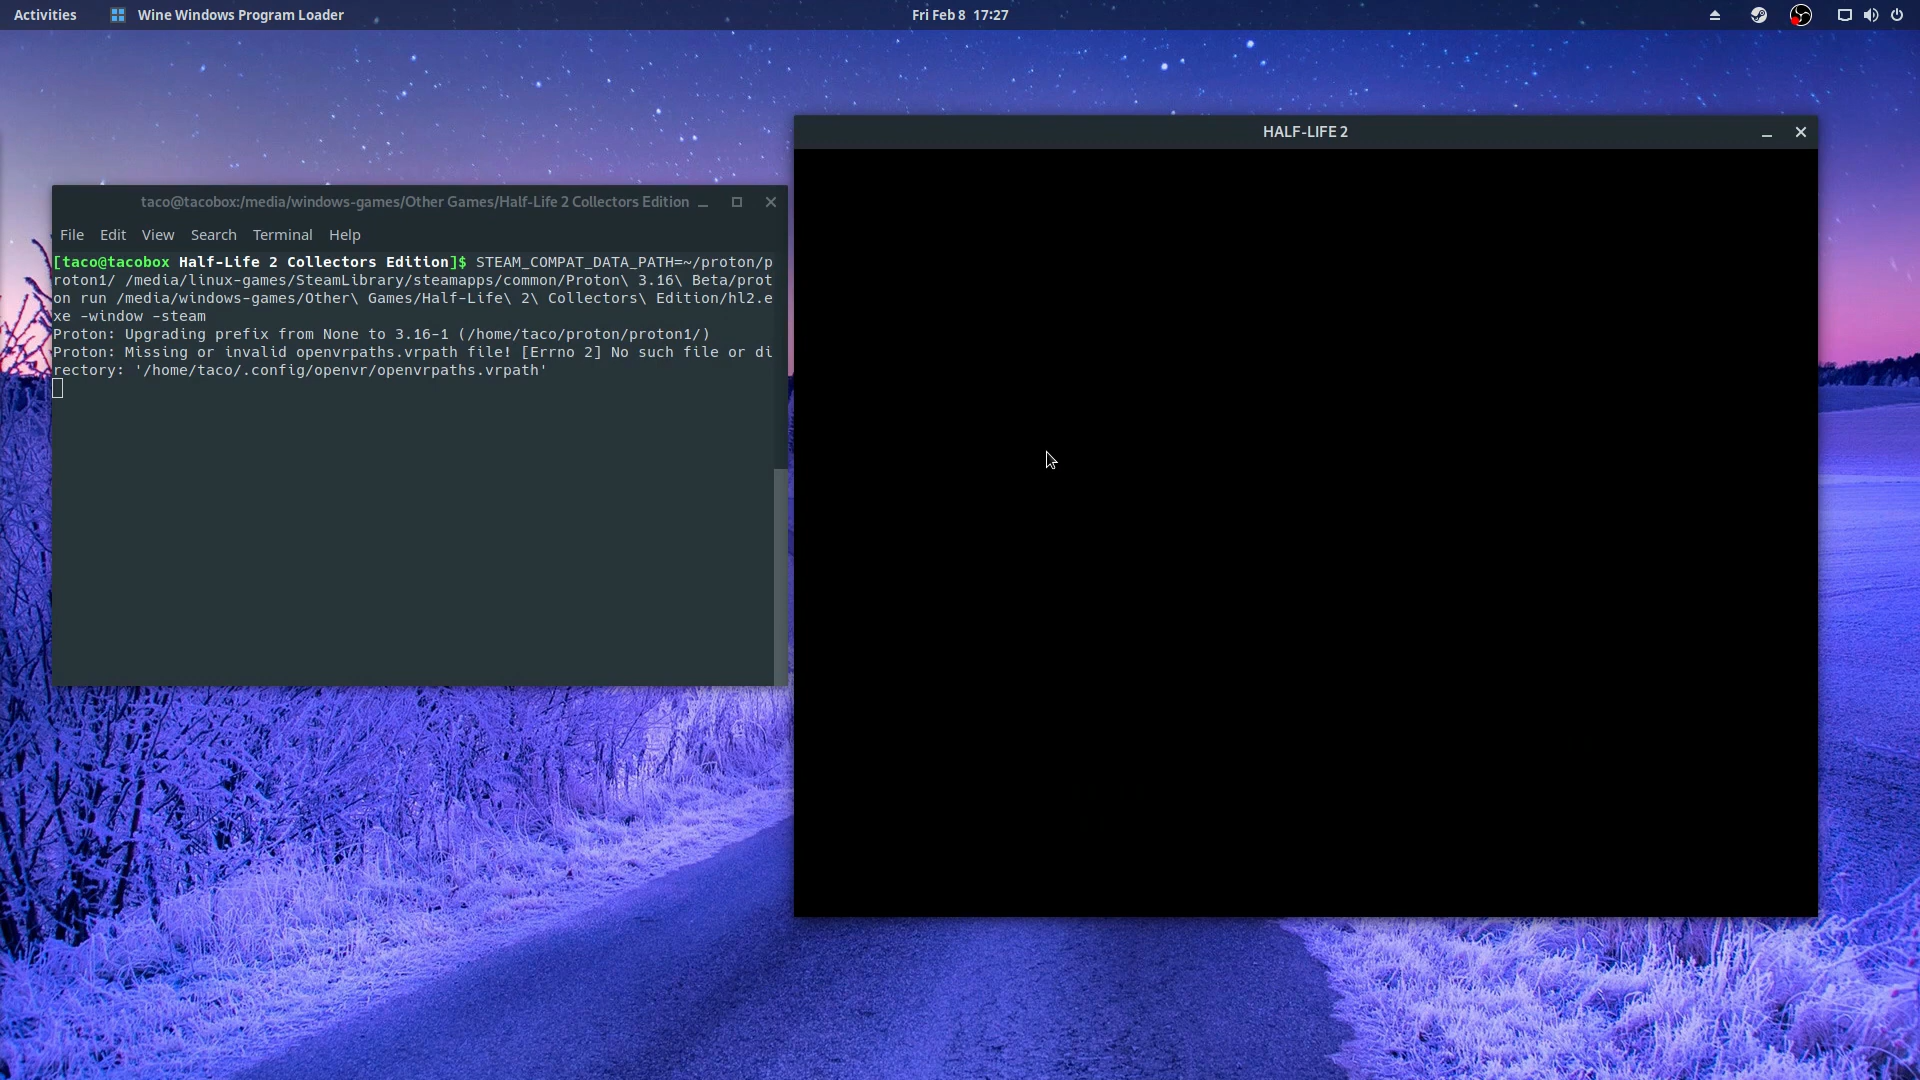 Activities
Wine Windows Program Loader
Fri Feb 8 17:27
HALF-LIFE 2
taco@tacobox:/media/windows-games/Other Games/Half-Life 2 Collectors Edition
File Edit View Search Terminal Help
[taco@tacobox Half-Life 2 Collectors Edition]$ STEAM_COMPAT_DATA_PATH=~/proton/p
roton1/ /media/linux-games/SteamLibrary/steamapps/common/Proton\ 3.16\ Beta/prot
on run /media/windows-games/Other\ Games/Half-Life\ 2\ Collectors\ Edition/hl2.e
xe -window -steam
Proton: Upgrading prefix from None to 3.16-1 (/home/taco/proton/proton1/)
Proton: Missing or invalid openvrpaths.vrpath file! [Errno 2] No such file or di
rectory: '/home/taco/.config/openvr/openvrpaths.vrpath'